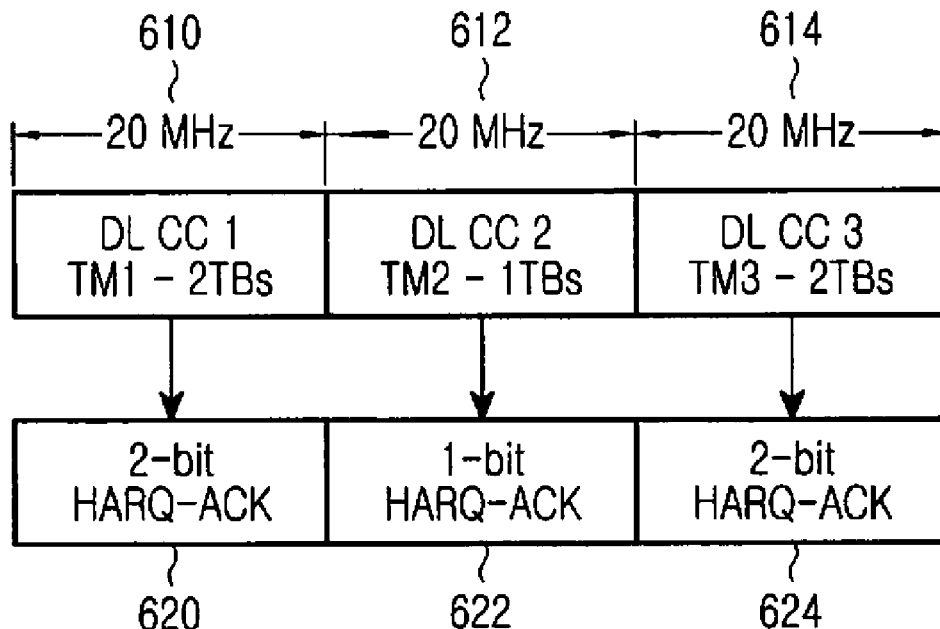 610 612 614
20 MHz 20 MHz 20 MHz
DL CC 1 DL CC 2 DL CC 3
TM1 - 2TBs TM2 - 1TBs TM3 - 2TBs
2-bit 1-bit 2-bit
HARQ-ACK HARQ-ACK HARQ-ACK
620 622 624